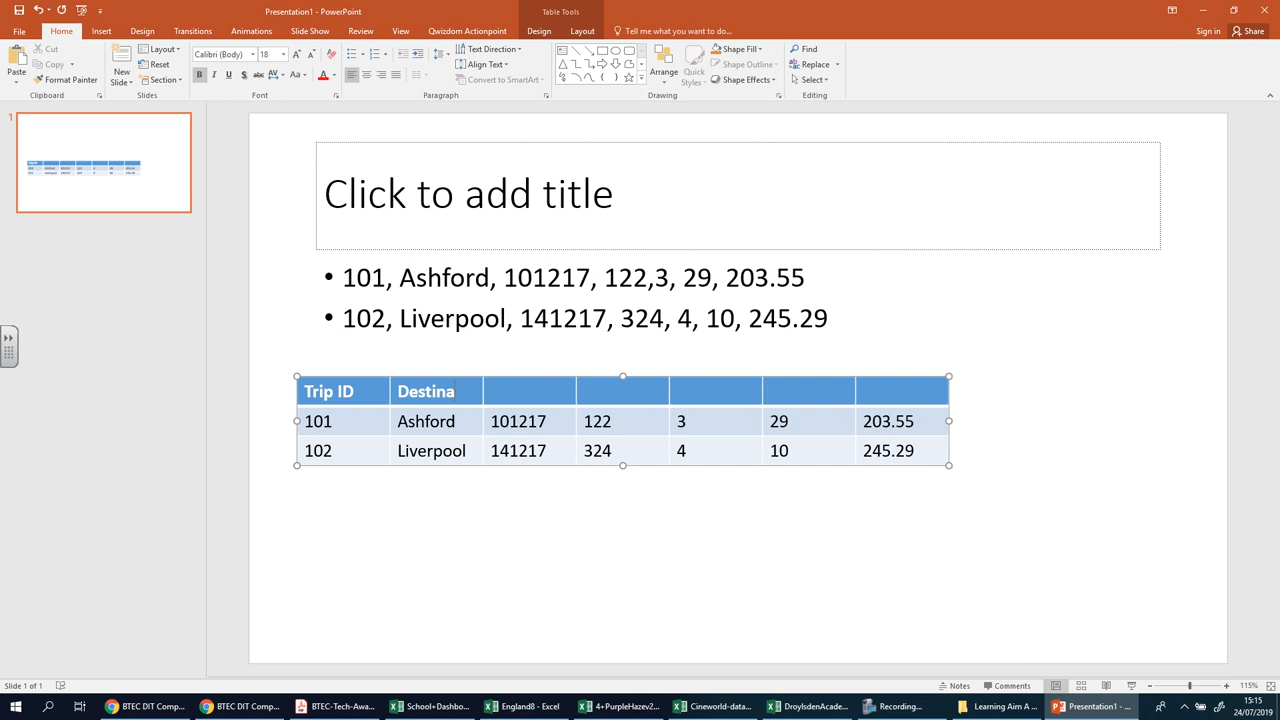 Presentation1 - PowerPoint
Table Tools
File Home Insert Design Transitions Animations Slide Show Review View Qwizdom Actionpoint Design Layout Tell me what you want to do... Sign in Share
Paste
Cut
Copy
Format Painter
Clipboard
New Slide
Layout
Reset
Section
Slides
Calibri (Body) 18
B I U S abc AV Aa A
Font
Text Direction
Align Text
Convert to SmartArt
Paragraph
Arrange
Quick Styles
Shape Fill
Shape Outline
Shape Effects
Drawing
Find
Replace
Select
Editing
1
Click to add title
• 101, Ashford, 101217, 122,3, 29, 203.55
• 102, Liverpool, 141217, 324, 4, 10, 245.29
Trip ID Destina
101 Ashford 101217 122 3 29 203.55
102 Liverpool 141217 324 4 10 245.29
Slide 1 of 1 Notes Comments 115%
BTEC DIT Comp... BTEC DIT Comp... BTEC-Tech-Awa... School+Dashbo... England8 - Excel 4+PurpleHazev2... Cineworld-data... DroylsdenAcade... Recording... Learning Aim A ... Presentation1 - ... 15:15
24/07/2019